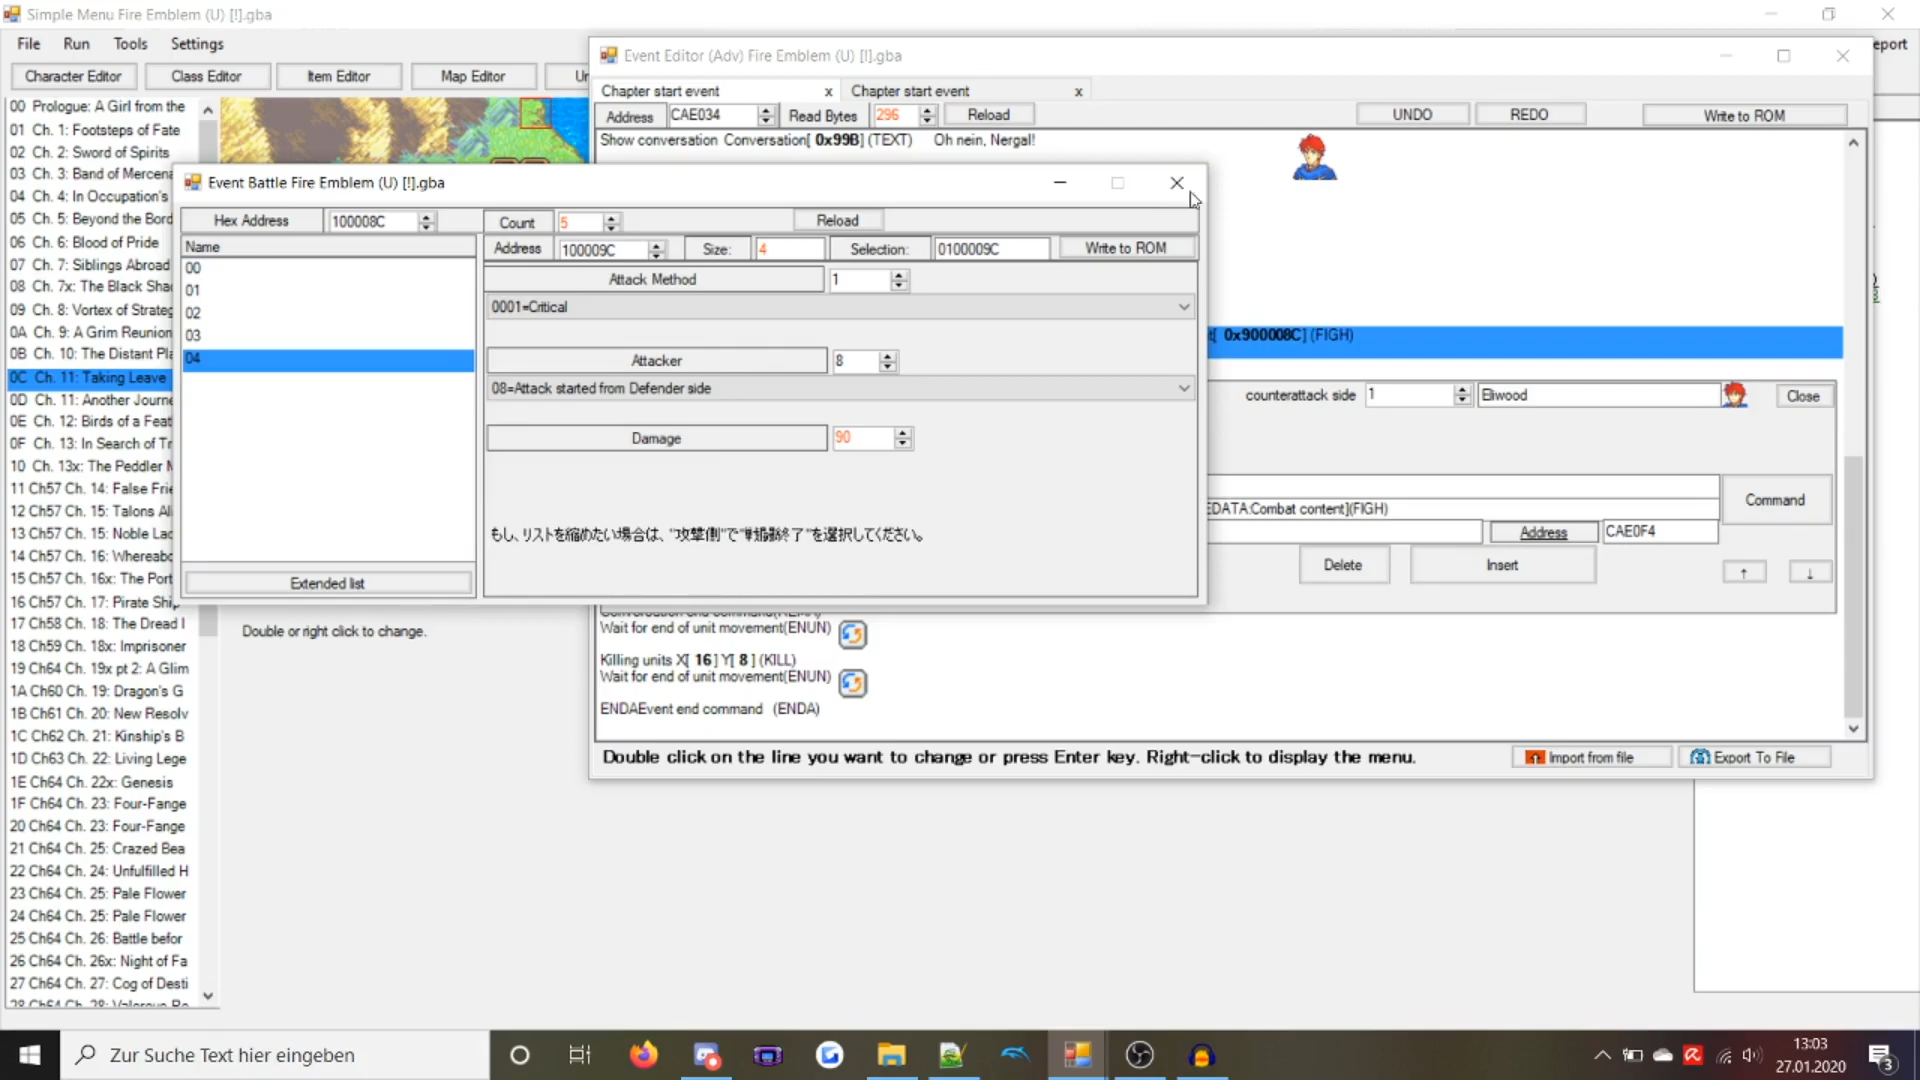 Simple Menu Fire Emblem (U) [!].gba
File Run Tools Settings
Character Editor Class Editor Item Editor Map Editor
00 Prologue: A Girl from the
01 Ch. 1: Footsteps of Fate
02 Ch. 2: Sword of Spirits
03 Ch. 3: Band of Mercena
04 Ch. 4: In Occupation's
05 Ch. 5: Beyond the Bord
06 Ch. 6: Blood of Pride
07 Ch. 7: Siblings Abroad
08 Ch. 7x: The Black Sha
09 Ch. 8: Vortex of Strateg
0A Ch. 9: A Grim Reunion
0B Ch. 10: The Distant Pla
0C Ch. 11: Taking Leave
0D Ch. 11: Another Journe
0E Ch. 12: Birds of a Feat
0F Ch. 13: In Search of Tr
10 Ch. 13x: The Peddler M
11 Ch57 Ch. 14: False Frie
12 Ch57 Ch. 15: Talons Ali
13 Ch57 Ch. 15: Noble Lac
14 Ch57 Ch. 16: Whereabo
15 Ch57 Ch. 16x: The Port
16 Ch57 Ch. 17: Pirate Ship
17 Ch58 Ch. 18: The Dread I
18 Ch59 Ch. 18x: Imprisoner
19 Ch64 Ch. 19x pt 2: A Glim
1A Ch60 Ch. 19: Dragon's G
1B Ch61 Ch. 20: New Resolv
1C Ch62 Ch. 21: Kinship's B
1D Ch63 Ch. 22: Living Lege
1E Ch64 Ch. 22x: Genesis
1F Ch64 Ch. 23: Four-Fange
20 Ch64 Ch. 23: Four-Fange
21 Ch64 Ch. 25: Crazed Bea
22 Ch64 Ch. 24: Unfulfilled H
23 Ch64 Ch. 25: Pale Flower
24 Ch64 Ch. 25: Pale Flower
25 Ch64 Ch. 26: Battle befor
26 Ch64 Ch. 26x: Night of Fa
27 Ch64 Ch. 27: Cog of Desti
Double or right click to change.
Event Battle Fire Emblem (U) [!].gba
Hex Address 100008C Count 5 Reload
Name
Address 100009C Size: 4 Selection: 0100009C Write to ROM
00
01
02
03
04
Attack Method 1
0001=Critical
Attacker 8
08=Attack started from Defender side
Damage 90
もし、リストを縮めたい場合は、"攻撃側"で"戦闘終了"を選択してください。
Extended list
Event Editor (Adv) Fire Emblem (U) [!].gba
Chapter start event x Chapter start event x
Address CAE034 Read Bytes 296 Reload UNDO REDO Write to ROM
Show conversation Conversation[ 0x99B] (TEXT) Oh nein, Nergal!
0x900008C] (FIGH)
counterattack side 1 Eliwood Close
EDATA:Combat content](FIGH)
Command
Address CAE0F4
Delete Insert ↑ ↓
Wait for end of unit movement(ENUN)
Killing units X[ 16 ] Y[ 8 ] (KILL)
Wait for end of unit movement(ENUN)
ENDAEvent end command (ENDA)
Double click on the line you want to change or press Enter key. Right-click to display the menu.
Import from file Export To File
Zur Suche Text hier eingeben
13:03
27.01.2020
3